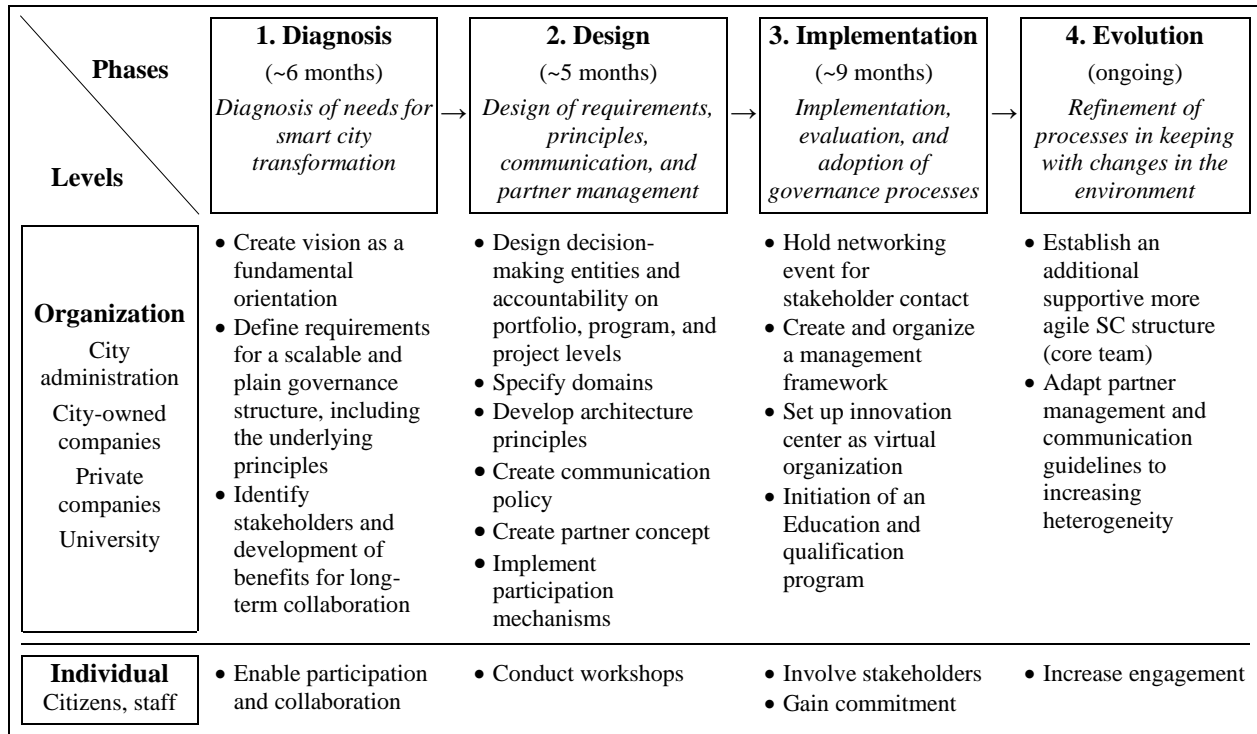 Phases
Levels
1. Diagnosis
(~6 months)
Diagnosis of needs for
smart city
transformation
→
2. Design
(~5 months)
Design of requirements,
principles,
communication, and
partner management
→
3. Implementation
(~9 months)
Implementation,
evaluation, and
adoption of
governance processes
→
4. Evolution
(ongoing)
Refinement of
processes in keeping
with changes in the
environment
Organization
City
administration
City-owned
companies
Private
companies
University
• Create vision as a
fundamental
orientation
• Define requirements
for a scalable and
plain governance
structure, including
the underlying
principles
• Identify
stakeholders and
development of
benefits for long-
term collaboration
• Design decision-
making entities and
accountability on
portfolio, program, and
project levels
• Specify domains
• Develop architecture
principles
• Create communication
policy
• Create partner concept
• Implement
participation
mechanisms
• Hold networking
event for
stakeholder contact
• Create and organize
a management
framework
• Set up innovation
center as virtual
organization
• Initiation of an
Education and
qualification
program
• Establish an
additional
supportive more
agile SC structure
(core team)
• Adapt partner
management and
communication
guidelines to
increasing
heterogeneity
Individual
Citizens, staff
• Enable participation
and collaboration
• Conduct workshops
• Involve stakeholders
• Gain commitment
• Increase engagement